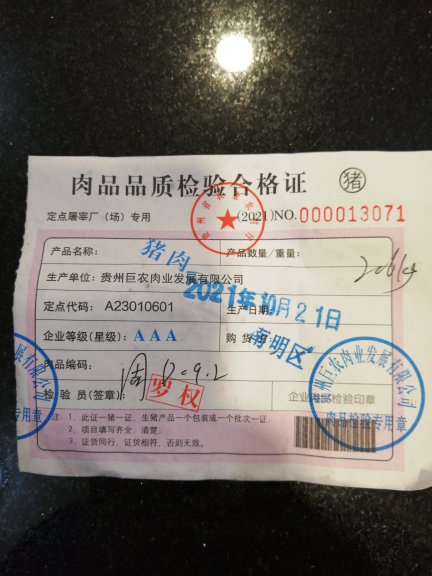 肉品品质检验合格证 猪
定点屠宰厂（场）专用 (2021)NO.000013071
产品名称： 猪肉 产品数量/重量：
生产单位：贵州巨农肉业发展有限公司
2021年10月21日
定点代码：A23010601 生产日期
企业等级(星级)：AAA 购货
肉品编码：
检验员(签章)： 罗权 企业 检验印章
贵州巨农肉业发展有限公司
肉品检验专用章
注：1、此证一猪一证，生猪产品一个包装或一个批次一证；
2、项目填写齐全，清楚；
3、证货同行，证货相符，否则无效。